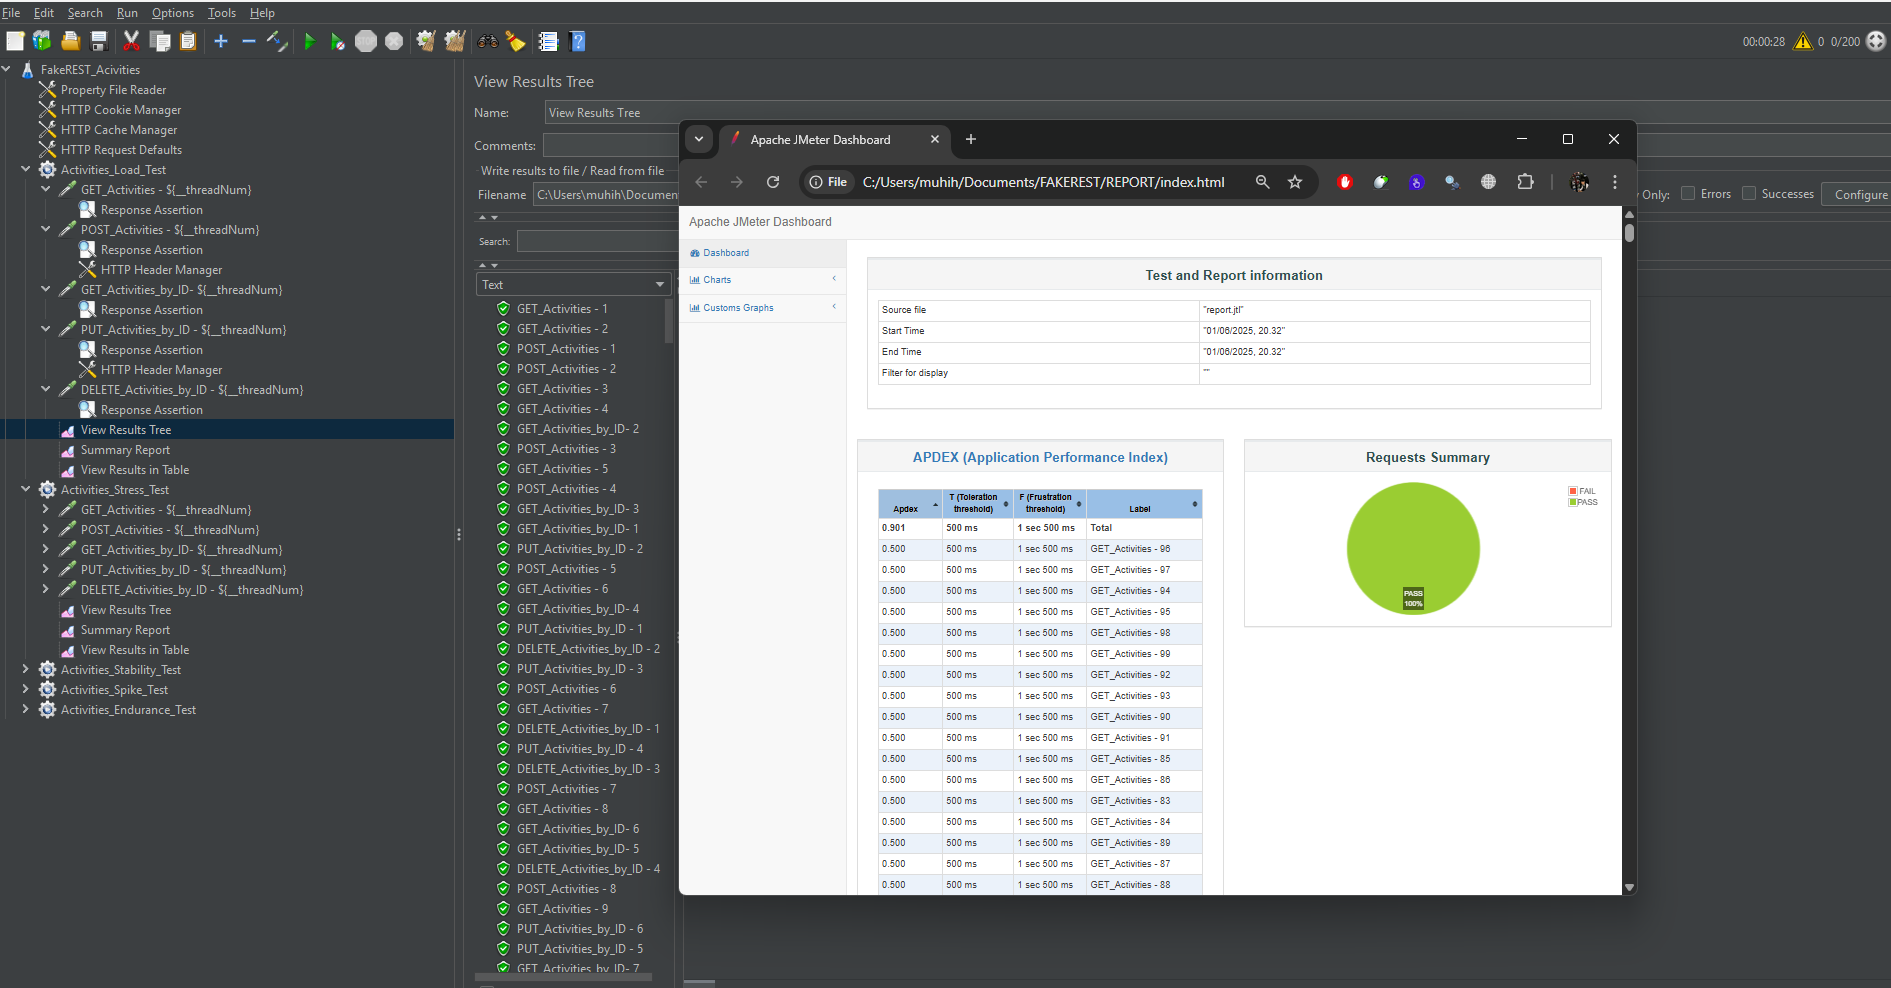 File Edit Search Run Options Tools Help
00:00:28 0 0/200
FakeREST_Acivities
Property File Reader
HTTP Cookie Manager
HTTP Cache Manager
HTTP Request Defaults
Activities_Load_Test
GET_Activities - ${__threadNum}
Response Assertion
POST_Activities - ${__threadNum}
Response Assertion
HTTP Header Manager
GET_Activities_by_ID- ${__threadNum}
Response Assertion
PUT_Activities_by_ID - ${__threadNum}
Response Assertion
HTTP Header Manager
DELETE_Activities_by_ID - ${__threadNum}
Response Assertion
View Results Tree
Summary Report
View Results in Table
Activities_Stress_Test
GET_Activities - ${__threadNum}
POST_Activities - ${__threadNum}
GET_Activities_by_ID- ${__threadNum}
PUT_Activities_by_ID - ${__threadNum}
DELETE_Activities_by_ID - ${__threadNum}
View Results Tree
Summary Report
View Results in Table
Activities_Stability_Test
Activities_Spike_Test
Activities_Endurance_Test
View Results Tree
Name: View Results Tree
Comments:
Write results to file / Read from file
Filename C:\Users\muhih\Documen
Only: Errors Successes Configure
Search:
Text
GET_Activities - 1
GET_Activities - 2
POST_Activities - 1
POST_Activities - 2
GET_Activities - 3
GET_Activities - 4
GET_Activities_by_ID- 2
POST_Activities - 3
GET_Activities - 5
POST_Activities - 4
GET_Activities_by_ID- 3
GET_Activities_by_ID- 1
PUT_Activities_by_ID - 2
POST_Activities - 5
GET_Activities - 6
GET_Activities_by_ID- 4
PUT_Activities_by_ID - 1
DELETE_Activities_by_ID - 2
PUT_Activities_by_ID - 3
POST_Activities - 6
GET_Activities - 7
DELETE_Activities_by_ID - 1
PUT_Activities_by_ID - 4
DELETE_Activities_by_ID - 3
POST_Activities - 7
GET_Activities - 8
GET_Activities_by_ID- 6
GET_Activities_by_ID- 5
DELETE_Activities_by_ID - 4
POST_Activities - 8
GET_Activities - 9
PUT_Activities_by_ID - 6
PUT_Activities_by_ID - 5
GET_Activities_by_ID- 7
Apache JMeter Dashboard
File C:/Users/muhih/Documents/FAKEREST/REPORT/index.html
Apache JMeter Dashboard
Dashboard
Charts
Customs Graphs
Test and Report information
Source file "report.jtl"
Start Time "01/06/2025, 20.32"
End Time "01/06/2025, 20.32"
Filter for display ""
APDEX (Application Performance Index)
Apdex T (Toleration threshold) F (Frustration threshold) Label
0.901 500 ms 1 sec 500 ms Total
0.500 500 ms 1 sec 500 ms GET_Activities - 96
0.500 500 ms 1 sec 500 ms GET_Activities - 97
0.500 500 ms 1 sec 500 ms GET_Activities - 94
0.500 500 ms 1 sec 500 ms GET_Activities - 95
0.500 500 ms 1 sec 500 ms GET_Activities - 98
0.500 500 ms 1 sec 500 ms GET_Activities - 99
0.500 500 ms 1 sec 500 ms GET_Activities - 92
0.500 500 ms 1 sec 500 ms GET_Activities - 93
0.500 500 ms 1 sec 500 ms GET_Activities - 90
0.500 500 ms 1 sec 500 ms GET_Activities - 91
0.500 500 ms 1 sec 500 ms GET_Activities - 85
0.500 500 ms 1 sec 500 ms GET_Activities - 86
0.500 500 ms 1 sec 500 ms GET_Activities - 83
0.500 500 ms 1 sec 500 ms GET_Activities - 84
0.500 500 ms 1 sec 500 ms GET_Activities - 89
0.500 500 ms 1 sec 500 ms GET_Activities - 87
0.500 500 ms 1 sec 500 ms GET_Activities - 88
Requests Summary
FAIL
PASS
PASS
100%